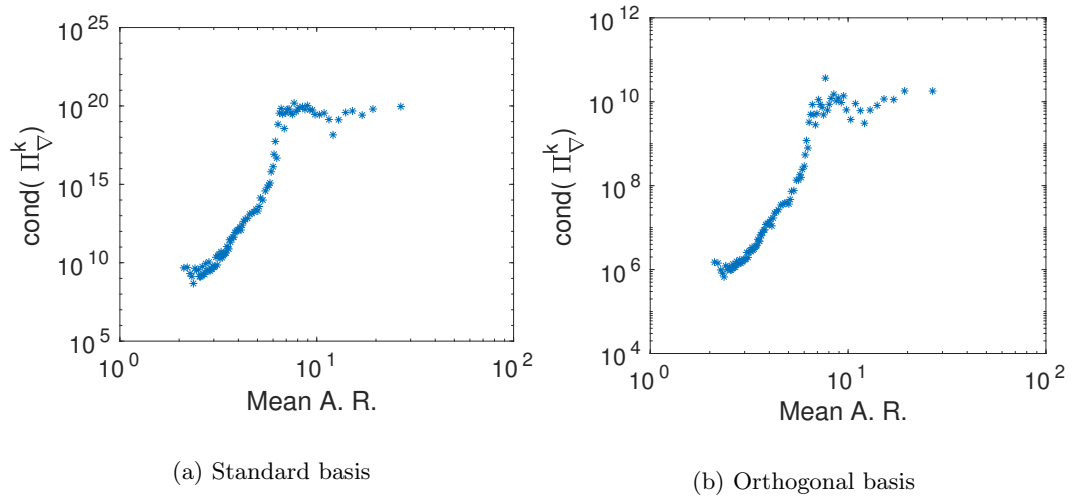 10^25
10^20
10^15
10^10
10^5
cond( Π^k_∇)
10^0
10^1
10^2
Mean A. R.
(a) Standard basis
10^12
10^10
10^8
10^6
10^4
cond( Π^k_∇)
10^0
10^1
10^2
Mean A. R.
(b) Orthogonal basis